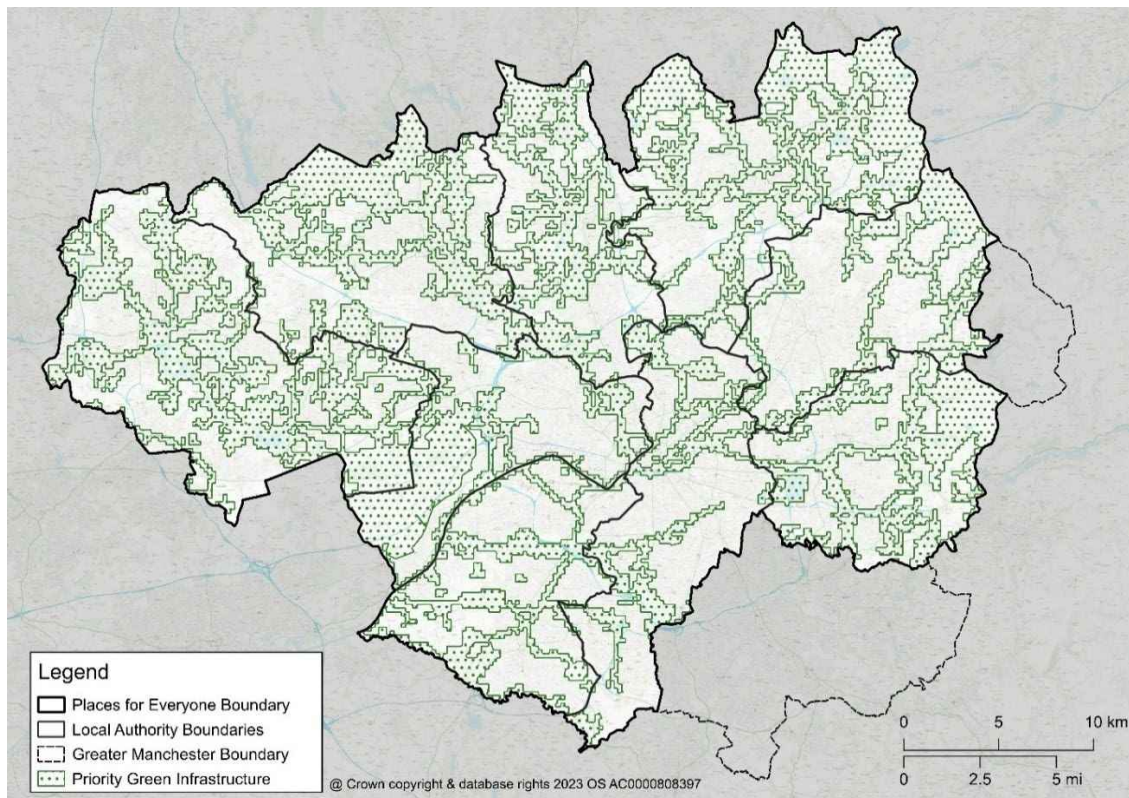 Legend
Places for Everyone Boundary
Local Authority Boundaries
Greater Manchester Boundary
Priority Green Infrastructure
@ Crown copyright & database rights 2023 OS AC0000808397
0 5 10 km
0 2.5 5 mi